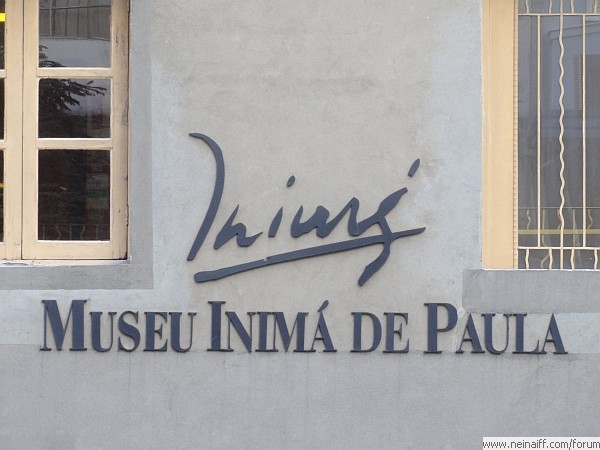 Inimá
MUSEU INIMÁ DE PAULA
www.neinaiff.com/forum